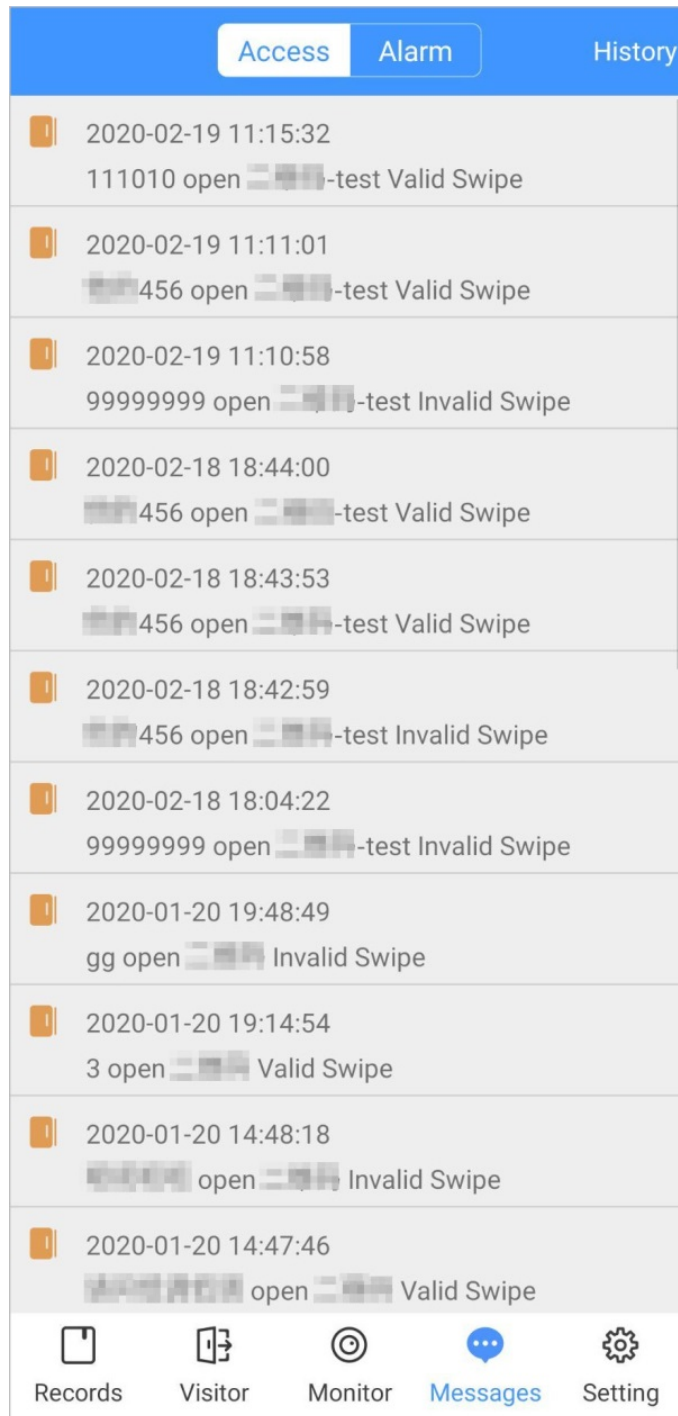 Access Alarm History
2020-02-19 11:15:32
111010 open 二 -test Valid Swipe
2020-02-19 11:11:01
456 open 二 -test Valid Swipe
2020-02-19 11:10:58
99999999 open -test Invalid Swipe
2020-02-18 18:44:00
456 open -test Valid Swipe
2020-02-18 18:43:53
456 open -test Valid Swipe
2020-02-18 18:42:59
456 open -test Invalid Swipe
2020-02-18 18:04:22
99999999 open -test Invalid Swipe
2020-01-20 19:48:49
gg open 二 Invalid Swipe
2020-01-20 19:14:54
3 open Valid Swipe
2020-01-20 14:48:18
open Invalid Swipe
2020-01-20 14:47:46
open Valid Swipe
Records Visitor Monitor Messages Setting